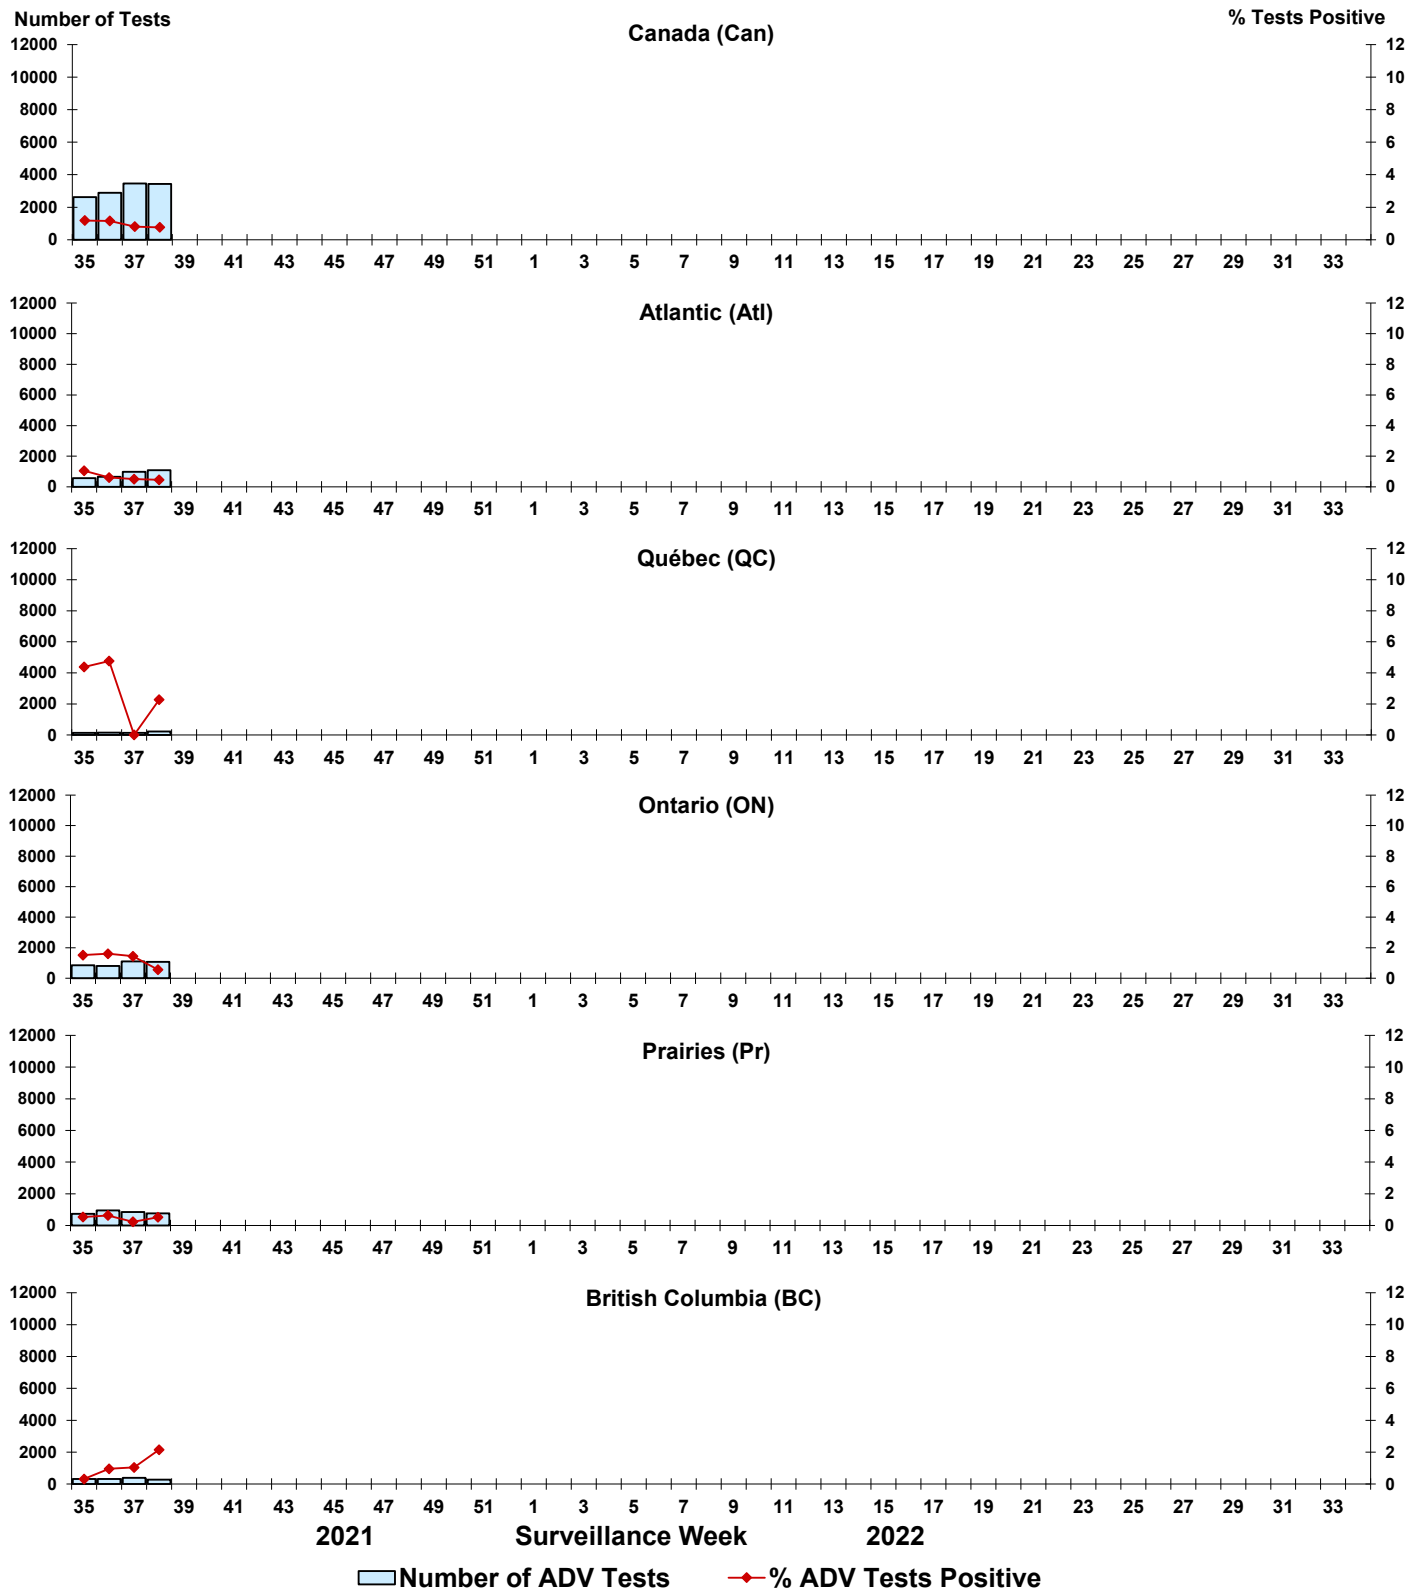 Number of Tests
% Tests Positive
Canada (Can)
12000 12
10000 10
8000 8
6000 6
4000 4
2000 2
0 0
35 37 39 41 43 45 47 49 51 1 3 5 7 9 11 13 15 17 19 21 23 25 27 29 31 33
Atlantic (Atl)
12000 12
10000 10
8000 8
6000 6
4000 4
2000 2
0 0
35 37 39 41 43 45 47 49 51 1 3 5 7 9 11 13 15 17 19 21 23 25 27 29 31 33
Québec (QC)
12000 12
10000 10
8000 8
6000 6
4000 4
2000 2
0 0
35 37 39 41 43 45 47 49 51 1 3 5 7 9 11 13 15 17 19 21 23 25 27 29 31 33
Ontario (ON)
12000 12
10000 10
8000 8
6000 6
4000 4
2000 2
0 0
35 37 39 41 43 45 47 49 51 1 3 5 7 9 11 13 15 17 19 21 23 25 27 29 31 33
Prairies (Pr)
12000 12
10000 10
8000 8
6000 6
4000 4
2000 2
0 0
35 37 39 41 43 45 47 49 51 1 3 5 7 9 11 13 15 17 19 21 23 25 27 29 31 33
British Columbia (BC)
12000 12
10000 10
8000 8
6000 6
4000 4
2000 2
0 0
35 37 39 41 43 45 47 49 51 1 3 5 7 9 11 13 15 17 19 21 23 25 27 29 31 33
2021 Surveillance Week 2022
Number of ADV Tests % ADV Tests Positive